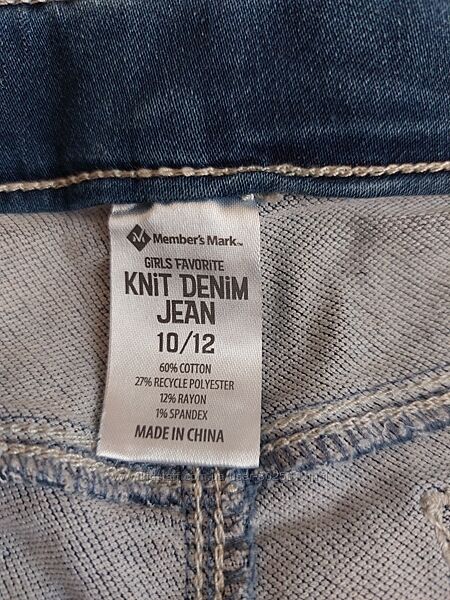 Member's Mark™
GIRLS FAVORITE
KNiT DENiM
JEAN
10/12
60% COTTON
27% RECYCLE POLYESTER
12% RAYON
1% SPANDEX
MADE IN CHINA